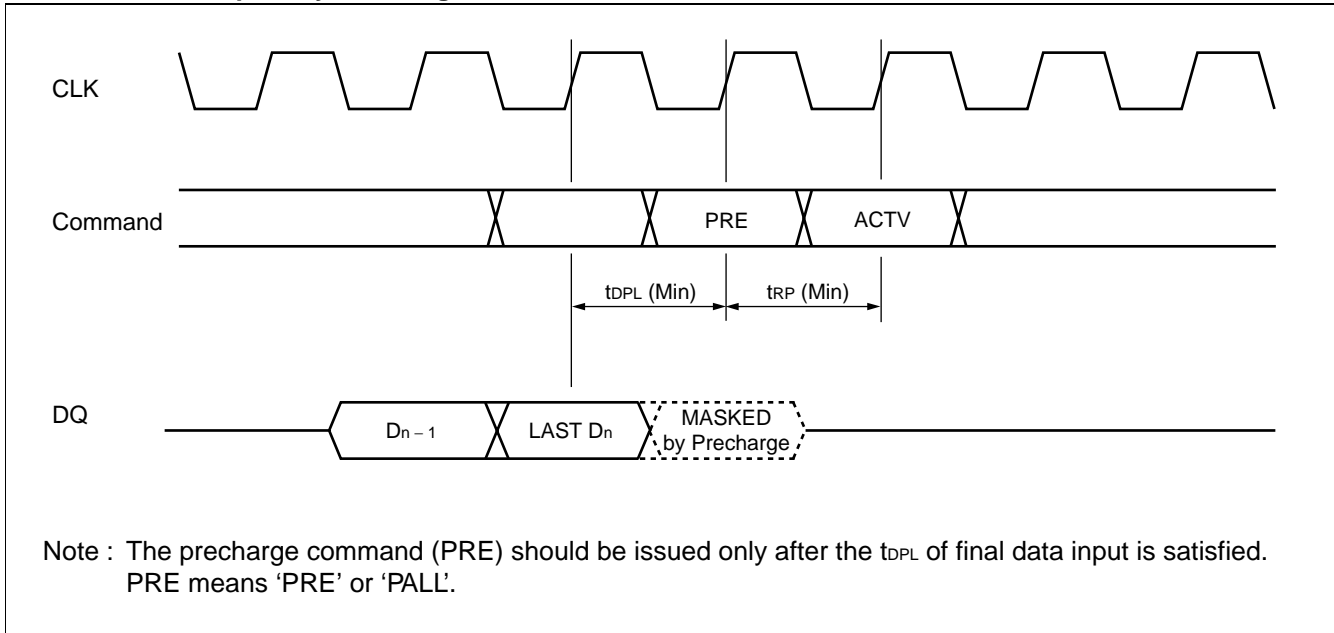 CLK
Command
PRE
ACTV
tDPL (Min)
tRP (Min)
DQ
Dn – 1
LAST Dn
MASKED
by Precharge
Note : The precharge command (PRE) should be issued only after the tDPL of final data input is satisfied.
PRE means ‘PRE’ or ‘PALL’.